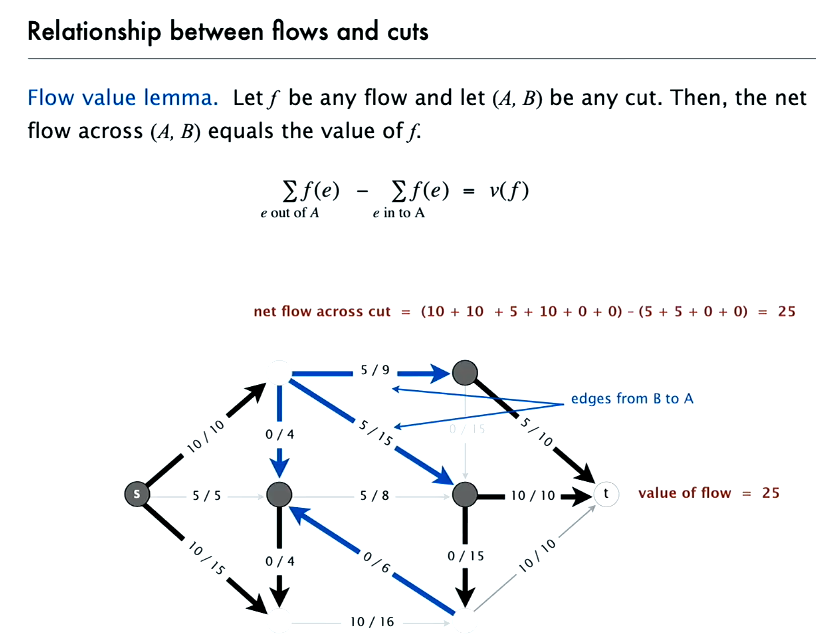 Relationship between flows and cuts
Flow value lemma. Let f be any flow and let (A, B) be any cut. Then, the net
flow across (A, B) equals the value of f.
∑ f(e) − ∑ f(e) = v(f)
e out of A e in to A
net flow across cut = (10 + 10 + 5 + 10 + 0 + 0) – (5 + 5 + 0 + 0) = 25
5 / 9
edges from B to A
10 / 10
0 / 4
5 / 15
0 / 15
5 / 10
s
5 / 5
5 / 8
10 / 10
t
value of flow = 25
10 / 15
0 / 4
0 / 6
0 / 15
10 / 10
10 / 16